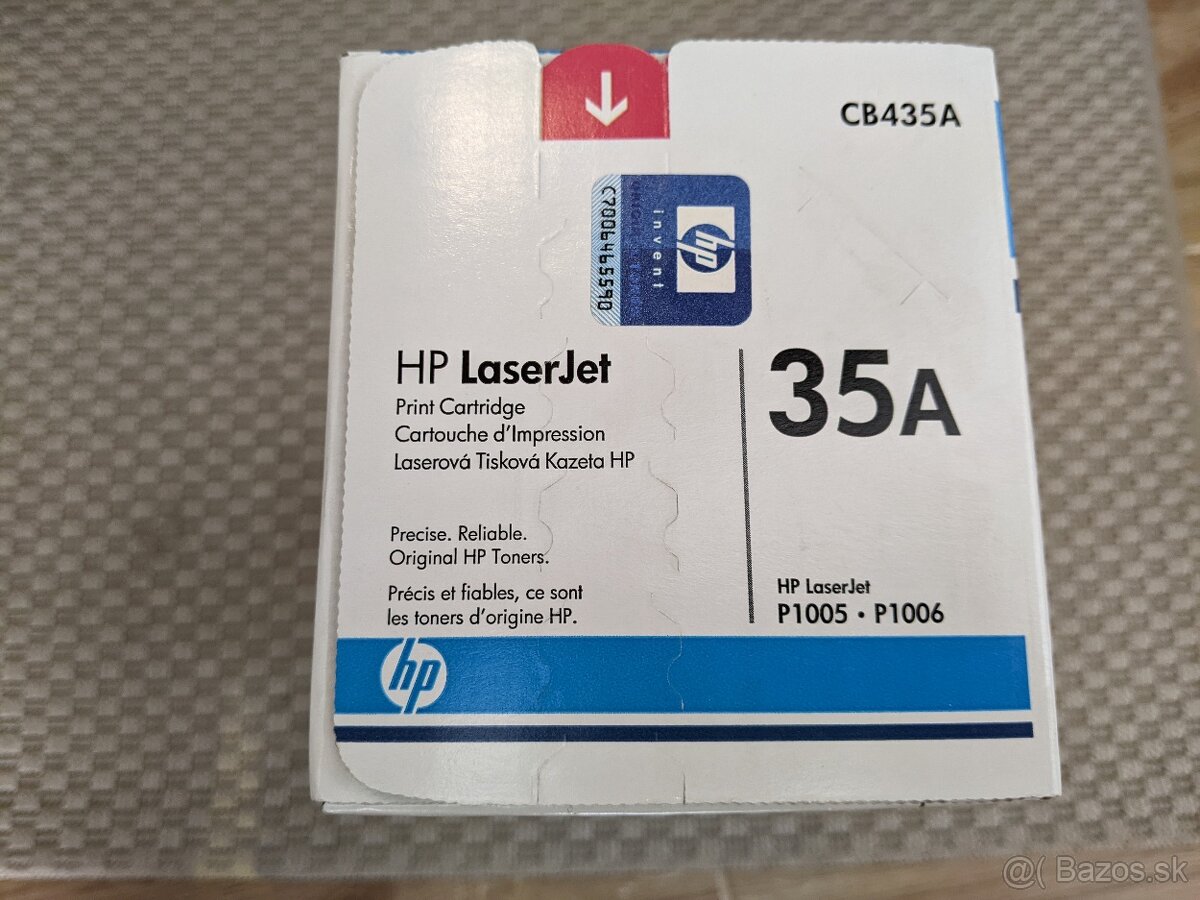 CB435A
hp
invent
C7006465590
HP LaserJet
Print Cartridge
Cartouche d'Impression
Laserová Tisková Kazeta HP
35A
Precise. Reliable.
Original HP Toners.
Précis et fiables, ce sont
les toners d'origine HP.
HP LaserJet
P1005 • P1006
hp
@( Bazos.sk